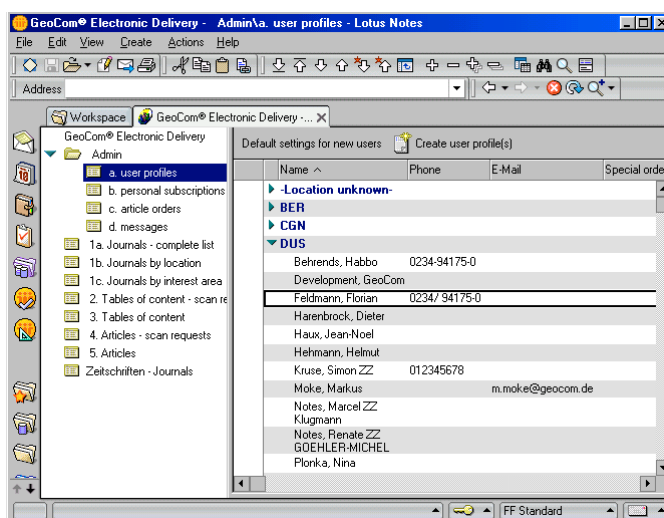 GeoCom® Electronic Delivery - Admin\a. user profiles - Lotus Notes
File Edit View Create Actions Help
Address
Workspace GeoCom® Electronic Delivery -...
GeoCom® Electronic Delivery
Admin
a. user profiles
b. personal subscriptions
c. article orders
d. messages
1a. Journals - complete list
1b. Journals by location
1c. Journals by interest area
2. Tables of content - scan re
3. Tables of content
4. Articles - scan requests
5. Articles
Zeitschriften - Journals
Default settings for new users Create user profile(s)
Name Phone E-Mail Special orde
-Location unknown-
BER
CGN
DUS
Behrends, Habbo 0234-94175-0
Development, GeoCom
Feldmann, Florian 0234/ 94175-0
Harenbrock, Dieter
Haux, Jean-Noel
Hehmann, Helmut
Kruse, Simon ZZ 012345678
Moke, Markus m.moke@geocom.de
Notes, Marcel ZZ
Klugmann
Notes, Renate ZZ
GOEHLER-MICHEL
Plonka, Nina
FF Standard